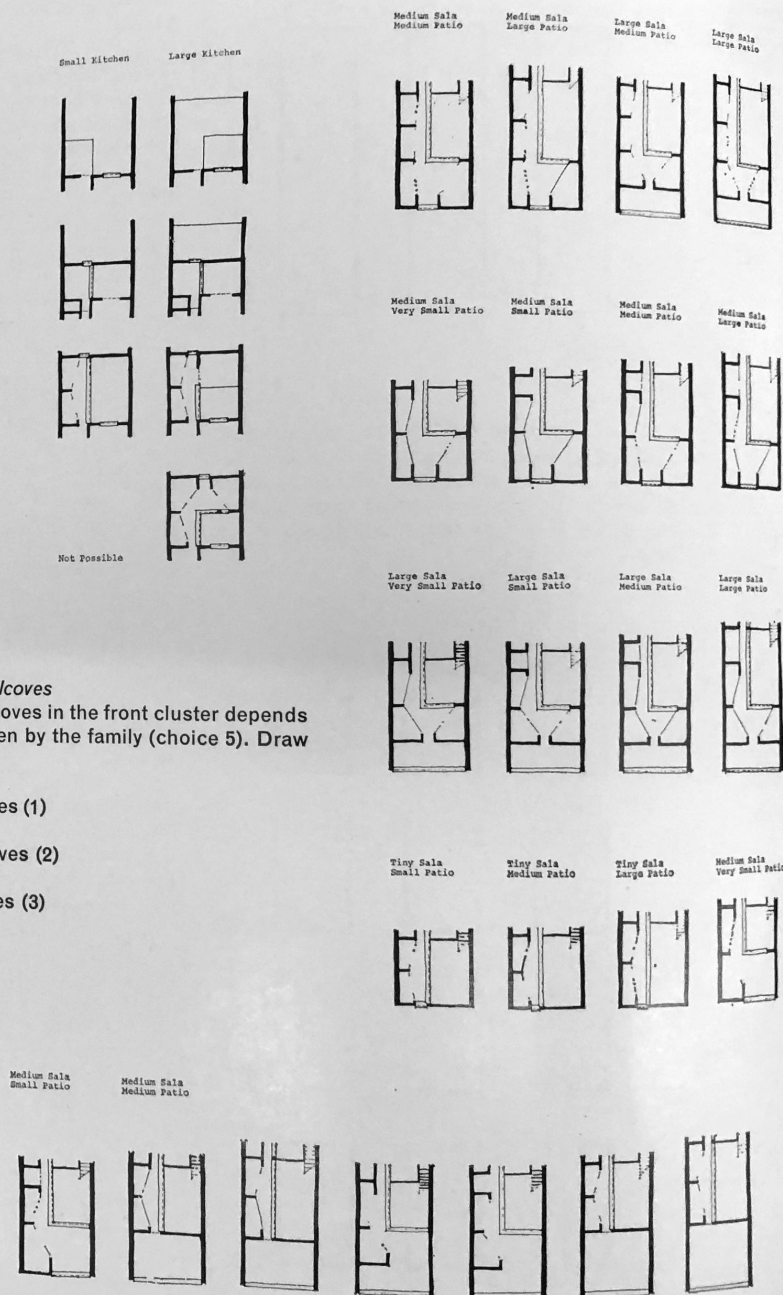 Small Kitchen
Large Kitchen
Not Possible
Medium Sala
Medium Patio
Medium Sala
Large Patio
Large Sala
Medium Patio
Large Sala
Large Patio
Medium Sala
Very Small Patio
Medium Sala
Small Patio
Medium Sala
Medium Patio
Medium Sala
Large Patio
Large Sala
Very Small Patio
Large Sala
Small Patio
Large Sala
Medium Patio
Large Sala
Large Patio
lcoves
oves in the front cluster depends
en by the family (choice 5). Draw
es (1)
ves (2)
es (3)
Tiny Sala
Small Patio
Tiny Sala
Medium Patio
Tiny Sala
Large Patio
Medium Sala
Very Small Patio
Medium Sala
Small Patio
Medium Sala
Medium Patio